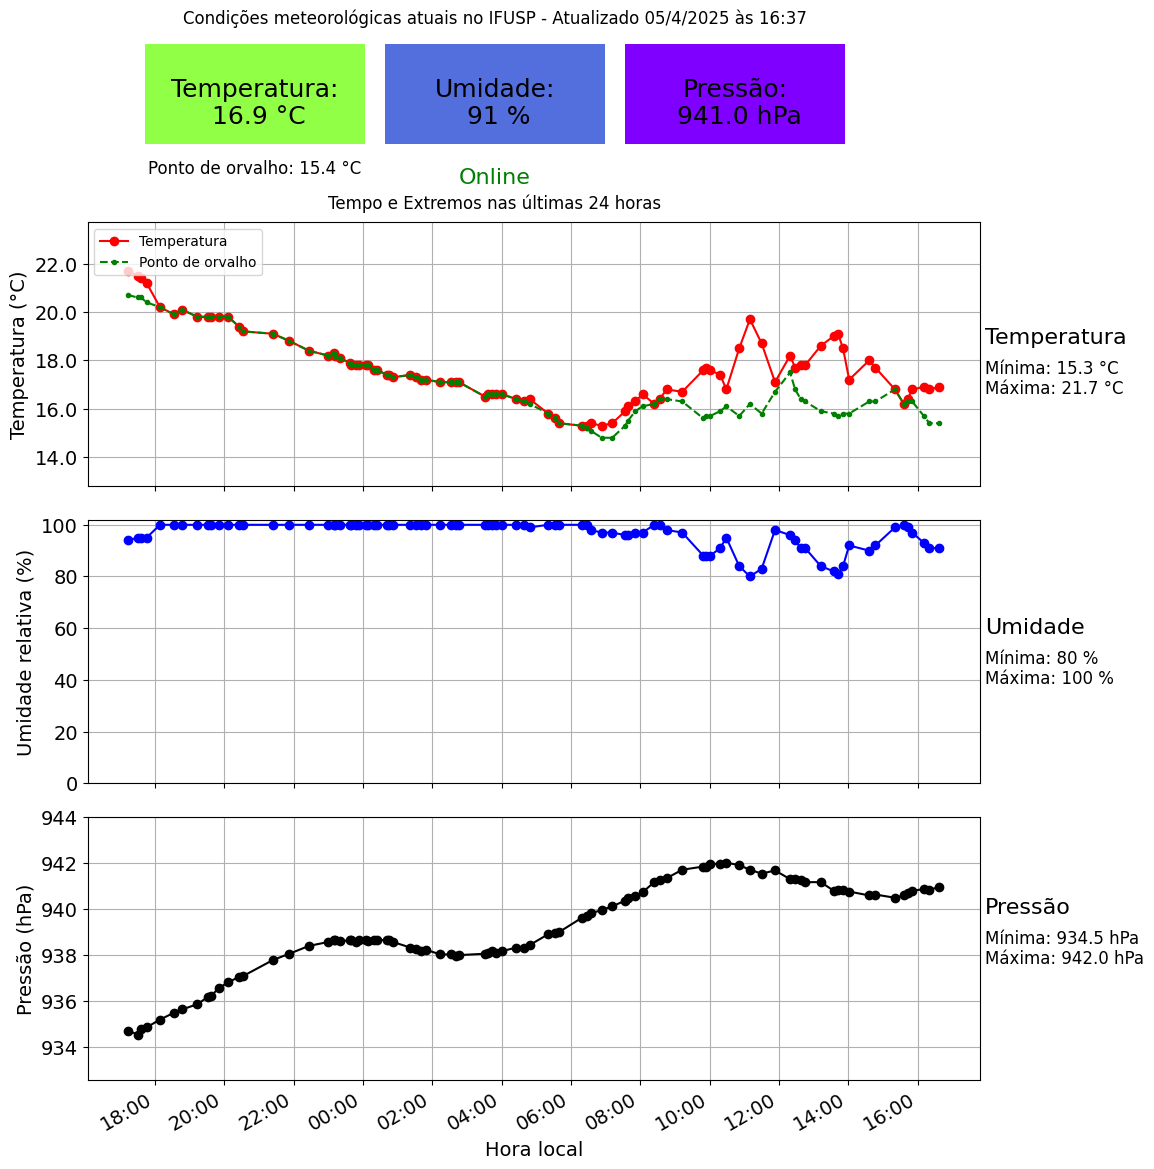 Condições meteorológicas atuais no IFUSP - Atualizado 05/4/2025 às 16:37
Temperatura:
16.9 °C
Umidade:
91 %
Pressão:
941.0 hPa
Ponto de orvalho: 15.4 °C
Online
Tempo e Extremos nas últimas 24 horas
Temperatura
Ponto de orvalho
Temperatura (°C)
22.0
20.0
18.0
16.0
14.0
Temperatura
Mínima: 15.3 °C
Máxima: 21.7 °C
Umidade relativa (%)
100
80
60
40
20
0
Umidade
Mínima: 80 %
Máxima: 100 %
Pressão (hPa)
944
942
940
938
936
934
Pressão
Mínima: 934.5 hPa
Máxima: 942.0 hPa
18:00
20:00
22:00
00:00
02:00
04:00
06:00
08:00
10:00
12:00
14:00
16:00
Hora local